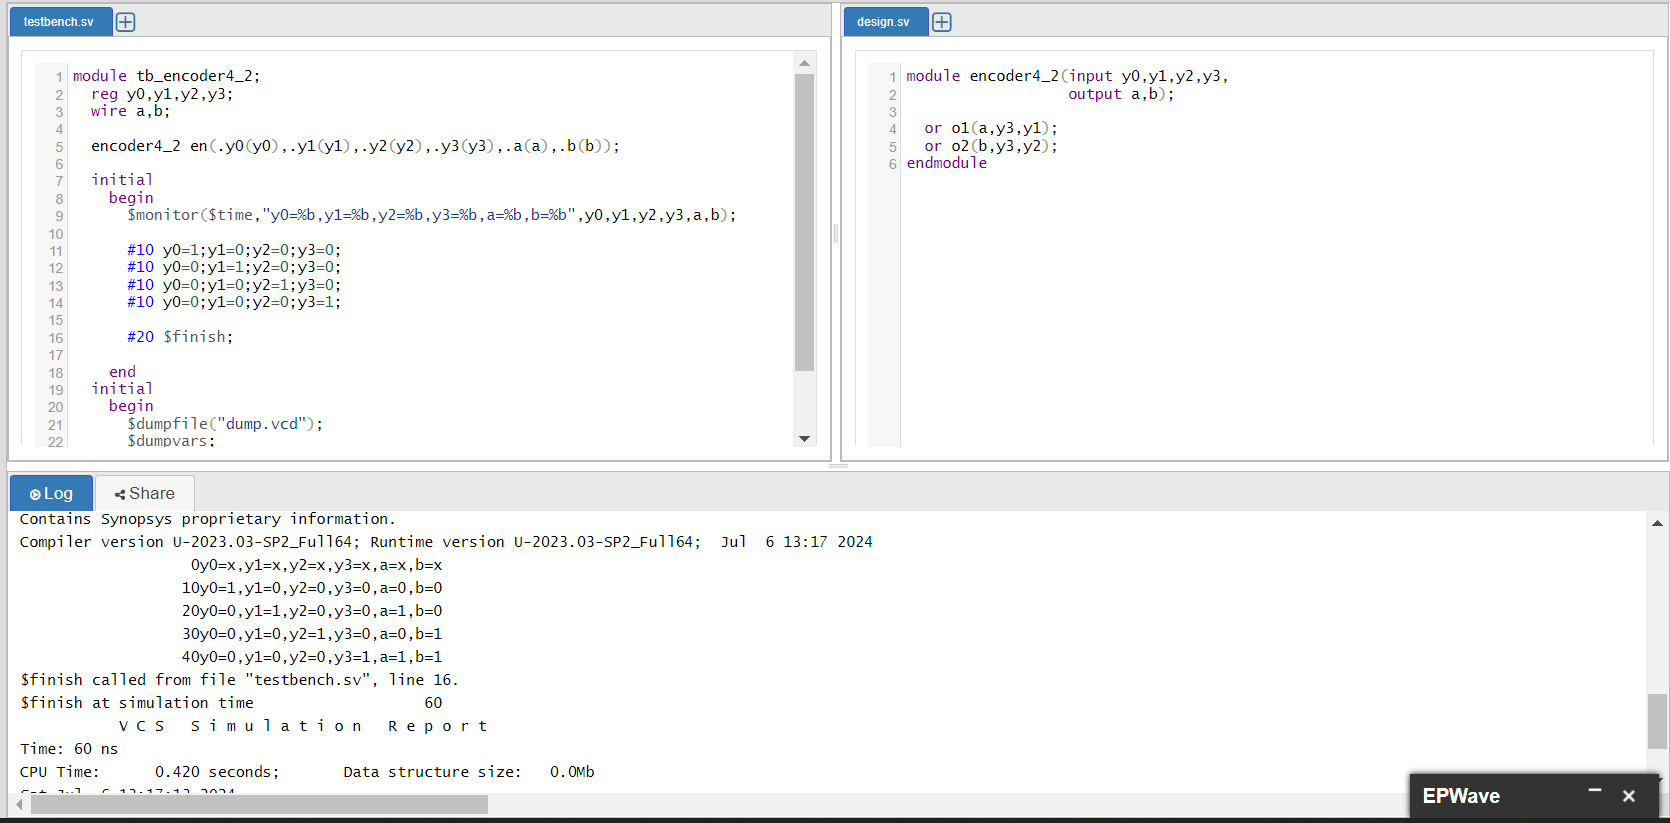 testbench.sv
1 module tb_encoder4_2;
2 reg y0,y1,y2,y3;
3 wire a,b;
4
5 encoder4_2 en(.y0(y0),.y1(y1),.y2(y2),.y3(y3),.a(a),.b(b));
6
7 initial
8 begin
9 $monitor($time,"y0=%b,y1=%b,y2=%b,y3=%b,a=%b,b=%b",y0,y1,y2,y3,a,b);
10
11 #10 y0=1;y1=0;y2=0;y3=0;
12 #10 y0=0;y1=1;y2=0;y3=0;
13 #10 y0=0;y1=0;y2=1;y3=0;
14 #10 y0=0;y1=0;y2=0;y3=1;
15
16 #20 $finish;
17
18 end
19 initial
20 begin
21 $dumpfile("dump.vcd");
22 $dumpvars;
design.sv
1 module encoder4_2(input y0,y1,y2,y3,
2 output a,b);
3
4 or o1(a,y3,y1);
5 or o2(b,y3,y2);
6 endmodule
Log
Share
Contains Synopsys proprietary information.
Compiler version U-2023.03-SP2_Full64; Runtime version U-2023.03-SP2_Full64;  Jul  6 13:17 2024
0y0=x,y1=x,y2=x,y3=x,a=x,b=x
10y0=1,y1=0,y2=0,y3=0,a=0,b=0
20y0=0,y1=1,y2=0,y3=0,a=1,b=0
30y0=0,y1=0,y2=1,y3=0,a=0,b=1
40y0=0,y1=0,y2=0,y3=1,a=1,b=1
$finish called from file "testbench.sv", line 16.
$finish at simulation time                   60
V C S   S i m u l a t i o n   R e p o r t
Time: 60 ns
CPU Time:      0.420 seconds;       Data structure size:   0.0Mb
Sat Jul  6 13:17:13 2024
EPWave